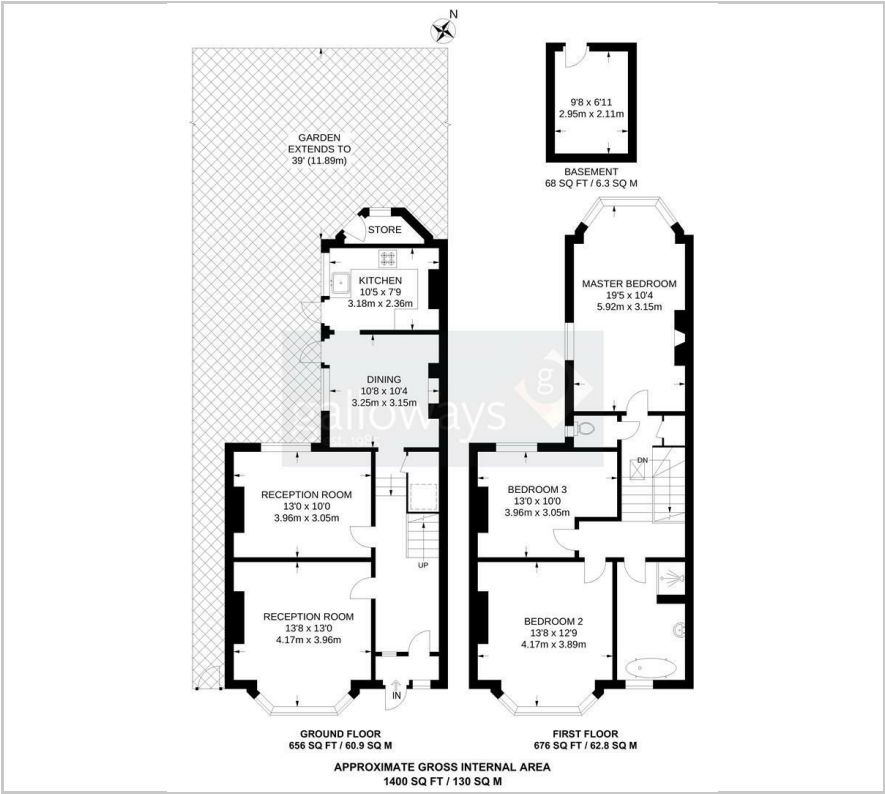 N
GARDEN
EXTENDS TO
39' (11.89m)
9'8 x 6'11
2.95m x 2.11m
BASEMENT
68 SQ FT / 6.3 SQ M
STORE
KITCHEN
10'5 x 7'9
3.18m x 2.36m
MASTER BEDROOM
19'5 x 10'4
5.92m x 3.15m
DINING
10'8 x 10'4
3.25m x 3.15m
g
galloways
DN
RECEPTION ROOM
13'0 x 10'0
3.96m x 3.05m
BEDROOM 3
13'0 x 10'0
3.96m x 3.05m
UP
RECEPTION ROOM
13'8 x 13'0
4.17m x 3.96m
BEDROOM 2
13'8 x 12'9
4.17m x 3.89m
IN
GROUND FLOOR
656 SQ FT / 60.9 SQ M
FIRST FLOOR
676 SQ FT / 62.8 SQ M
APPROXIMATE GROSS INTERNAL AREA
1400 SQ FT / 130 SQ M